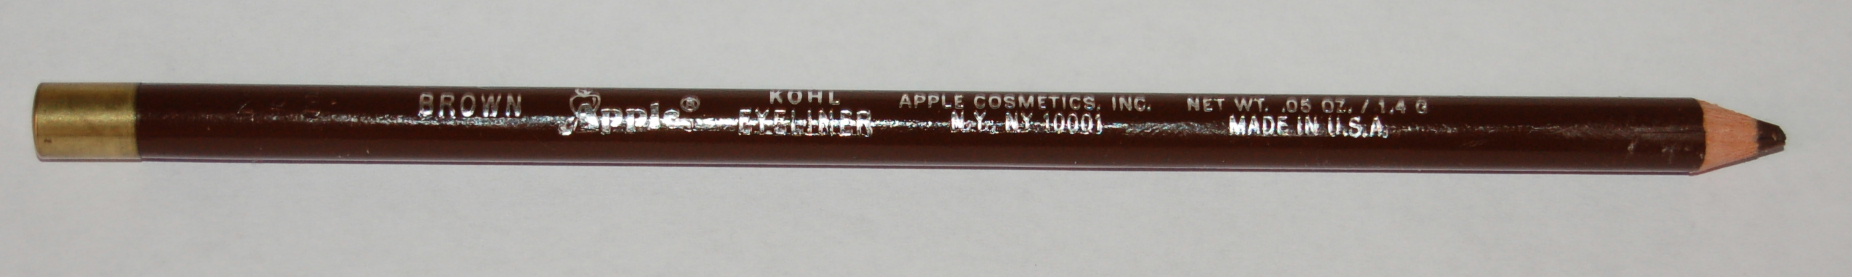 BROWN
Apple®
KOHL
EYELINER
APPLE COSMETICS, INC.
N.Y., NY 10001
NET WT. .05 OZ. / 1.4 G
MADE IN U.S.A.